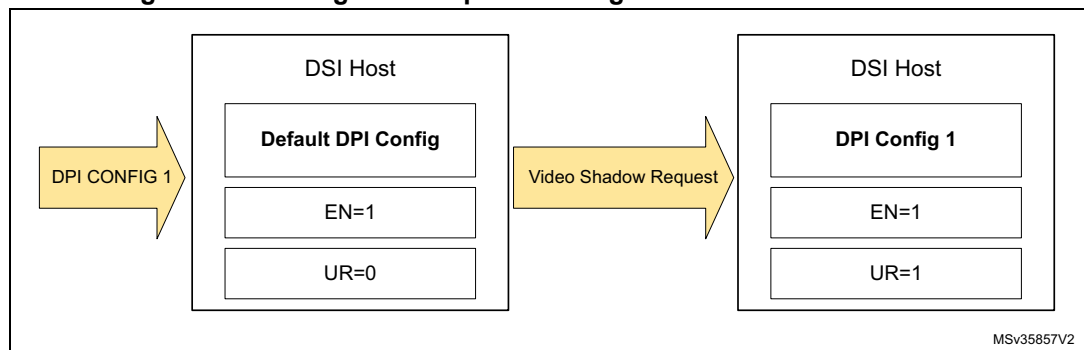 DPI CONFIG 1
DSI Host
Default DPI Config
EN=1
UR=0
Video Shadow Request
DSI Host
DPI Config 1
EN=1
UR=1
MSv35857V2